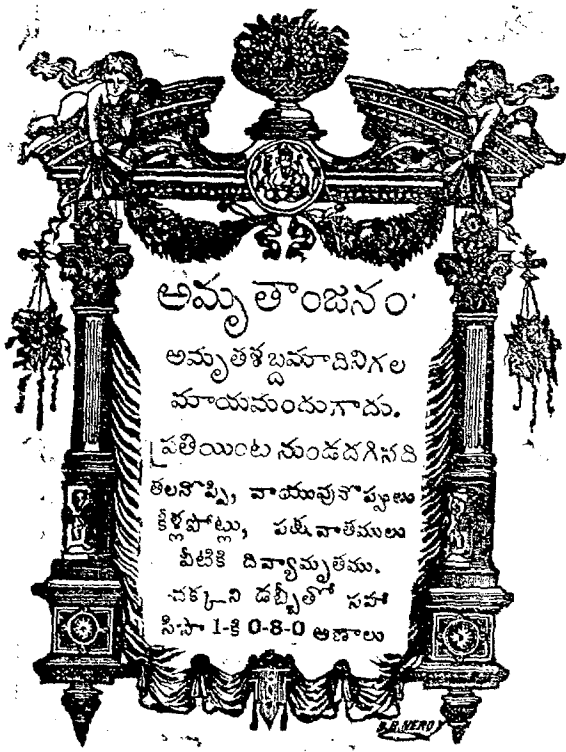 అమృతాంజనం
అమృతశబ్దమాదినిగల
మాయమందుగాదు.
ప్రతియింట నుండదగినది
తలనొప్పి, వాయువునొప్పులు
కీళ్లపోట్లు, పక్షవాతములు
వీటికి దివ్యామృతము.
చక్కని డబ్బీతో సహా
సీసా 1-కి 0-8-0 అణాలు